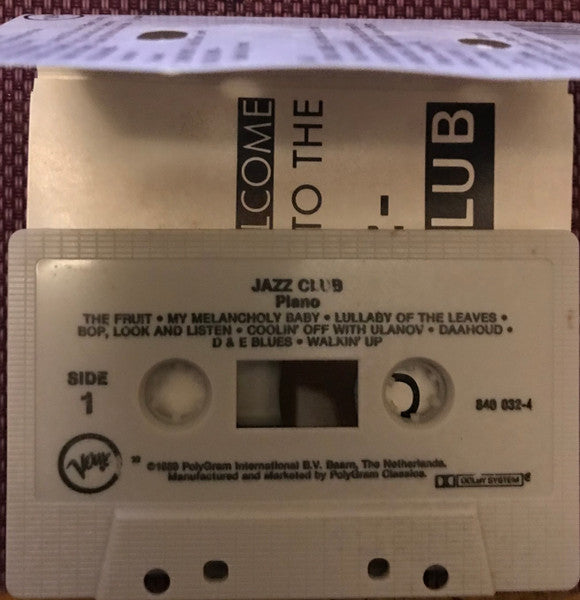 LCOME
TO THE
LUB
JAZZ CLUB
Piano
THE FRUIT • MY MELANCHOLY BABY • LULLABY OF THE LEAVES •
BOP, LOOK AND LISTEN • COOLIN' OFF WITH ULANOV • DAAHOUD •
D & E BLUES • WALKIN' UP
SIDE
1
840 032-4
Verve
©1989 PolyGram International B.V. Baarn, The Netherlands.
Manufactured and Marketed by PolyGram Classics.
DOLBY SYSTEM